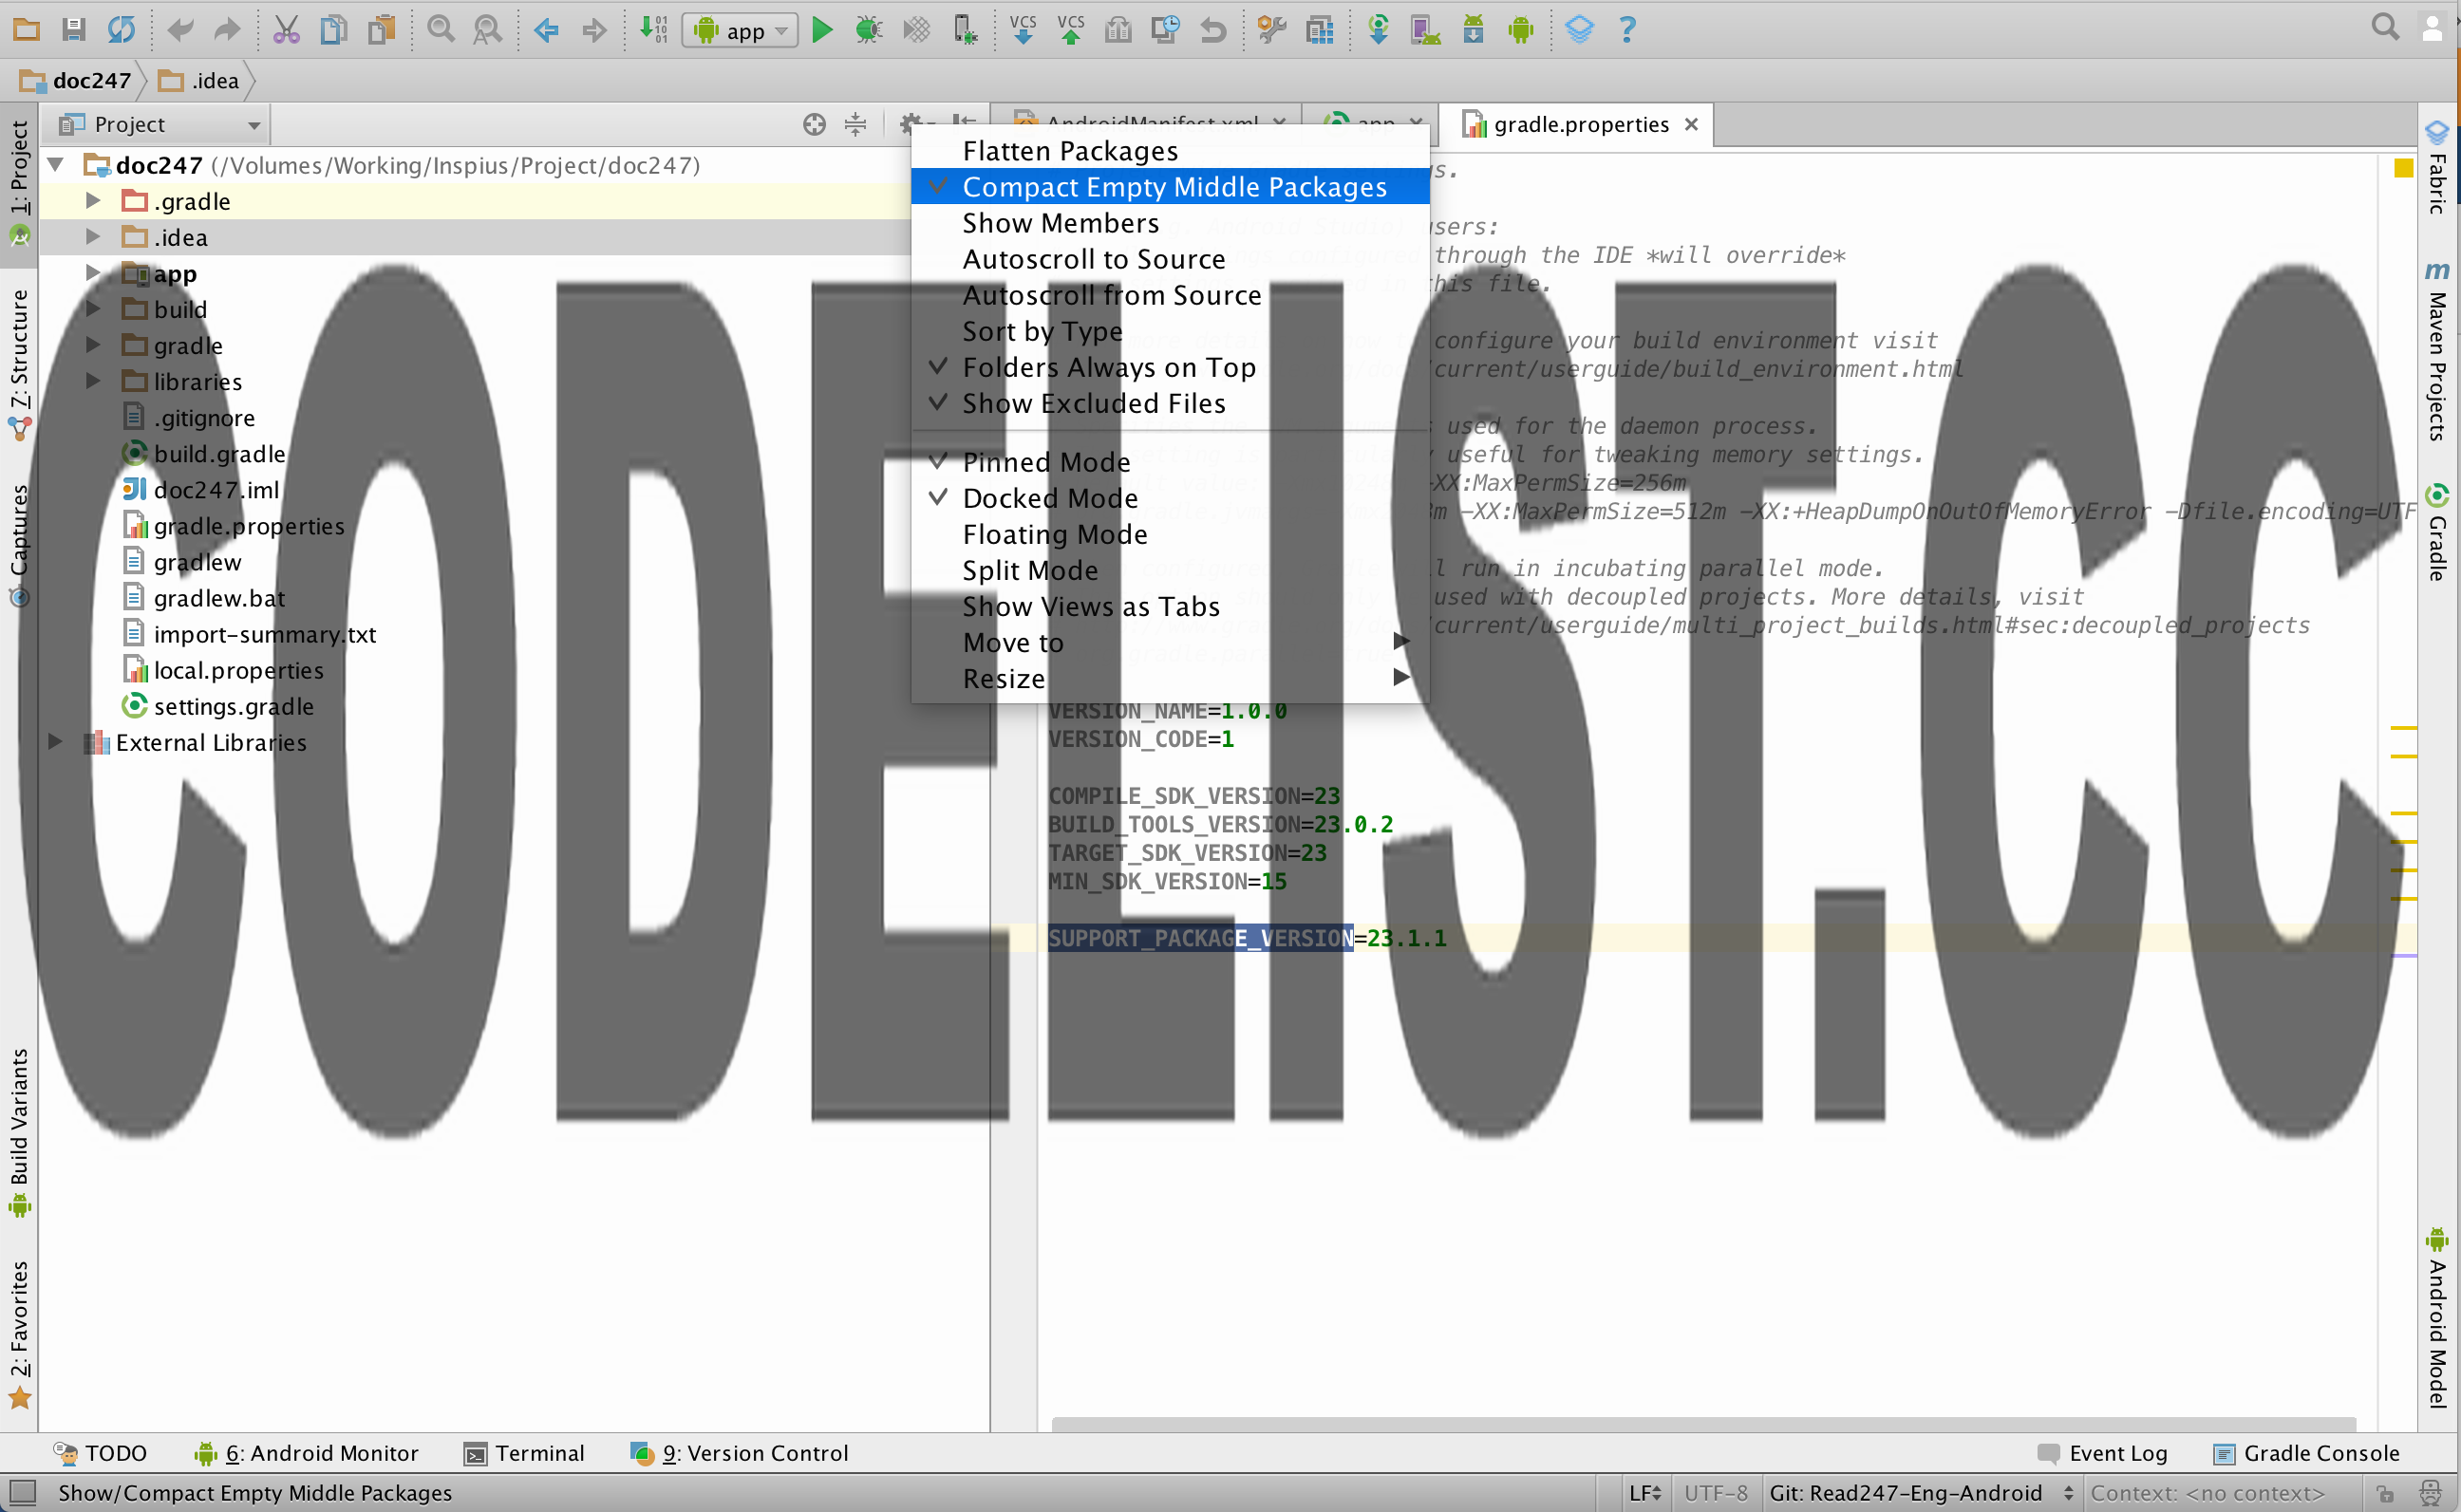 VCS VCS
app
doc247 .idea
Project
AndroidManifest.xml app gradle.properties
1: Project
7: Structure
Captures
Build Variants
2: Favorites
doc247 (/Volumes/Working/Inspius/Project/doc247)
.gradle
.idea
app
build
gradle
libraries
.gitignore
build.gradle
doc247.iml
gradle.properties
gradlew
gradlew.bat
import-summary.txt
local.properties
settings.gradle
External Libraries
Flatten Packages
Compact Empty Middle Packages
Show Members
Autoscroll to Source
Autoscroll from Source
Sort by Type
Folders Always on Top
Show Excluded Files
Pinned Mode
Docked Mode
Floating Mode
Split Mode
Show Views as Tabs
Move to
Resize
users:
through the IDE *will override*
this file.
configure your build environment visit
/current/userguide/build_environment.html
used for the daemon process.
useful for tweaking memory settings.
-XX:MaxPermSize=256m
-XX:MaxPermSize=512m -XX:+HeapDumpOnOutOfMemoryError -Dfile.encoding=UTF
run in incubating parallel mode.
used with decoupled projects. More details, visit
/current/userguide/multi_project_builds.html#sec:decoupled_projects
VERSION_NAME=1.0.0
VERSION_CODE=1
COMPILE_SDK_VERSION=23
BUILD_TOOLS_VERSION=23.0.2
TARGET_SDK_VERSION=23
MIN_SDK_VERSION=15
SUPPORT_PACKAGE_VERSION=23.1.1
CODELIST.CC
Fabric
m Maven Projects
Gradle
Android Model
TODO 6: Android Monitor Terminal 9: Version Control Event Log Gradle Console
Show/Compact Empty Middle Packages LF UTF-8 Git: Read247-Eng-Android Context: <no context>